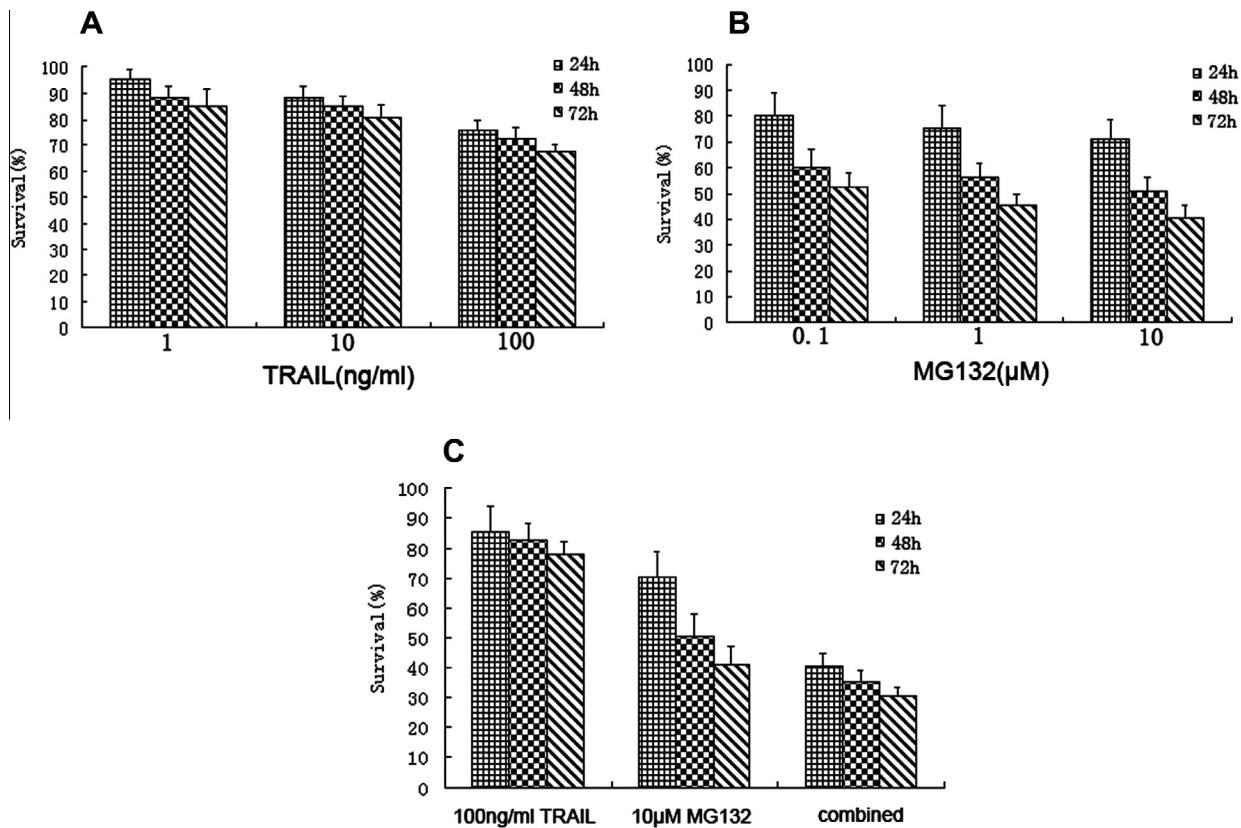 A
100
90
80
70
60
50
40
30
20
10
0
Survival(%)
24h
48h
72h
1 10 100
TRAIL(ng/ml)
B
100
90
80
70
60
50
40
30
20
10
0
Survival(%)
24h
48h
72h
0.1 1 10
MG132(μM)
C
100
90
80
70
60
50
40
30
20
10
0
Survival(%)
24h
48h
72h
100ng/ml TRAIL 10μM MG132 combined